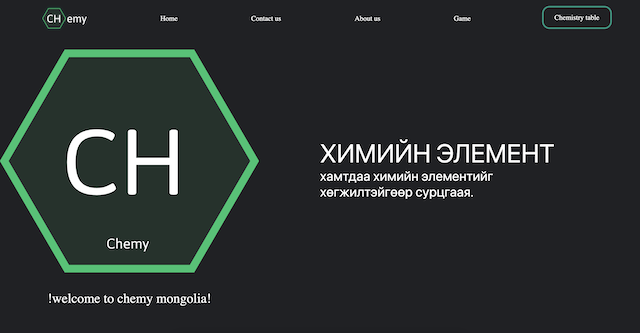 CH emy
Home
Contact us
About us
Game
Chemistry table
CH
Chemy
ХИМИЙН ЭЛЕМЕНТ
хамтдаа химийн элементийг
хөгжилтэйгөөр сурцгаая.
!welcome to chemy mongolia!